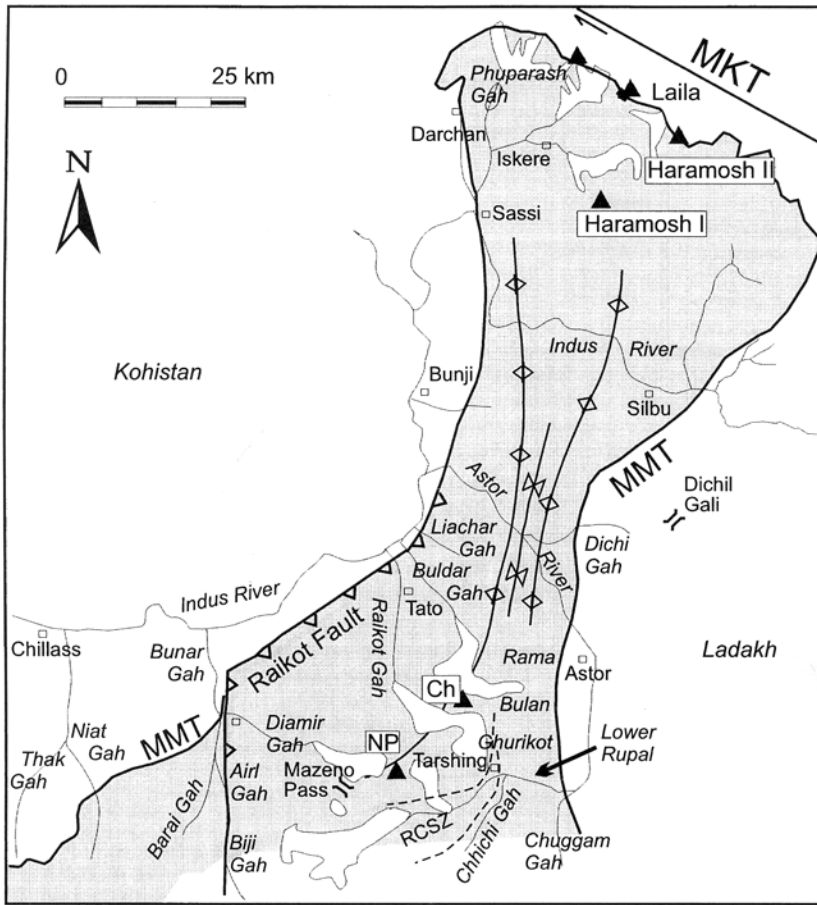 MKT
0
25 km
Phuparash
Gah
Laila
Darchan
Iskere
N
Haramosh II
Haramosh I
Sassi
Indus River
Kohistan
Bunji
Silbu
MMT
Astor
River
Dichil
Gali
Liachar
Gah
Dichi
Gah
Buldar
Gah
Indus River
Raikot Fault
Raikot Gah
Tato
Chillass
Bunar
Gah
Rama
Astor
Ladakh
Ch
Bulan
MMT
Niat
Gah
Thak
Gah
Diamir
Gah
NP
Ghurikot
Lower
Rupal
Tarshing
Mazeno
Pass
Airl
Gah
Barai Gah
RCSZ
Chhichi Gah
Biji
Gah
Chuggam
Gah